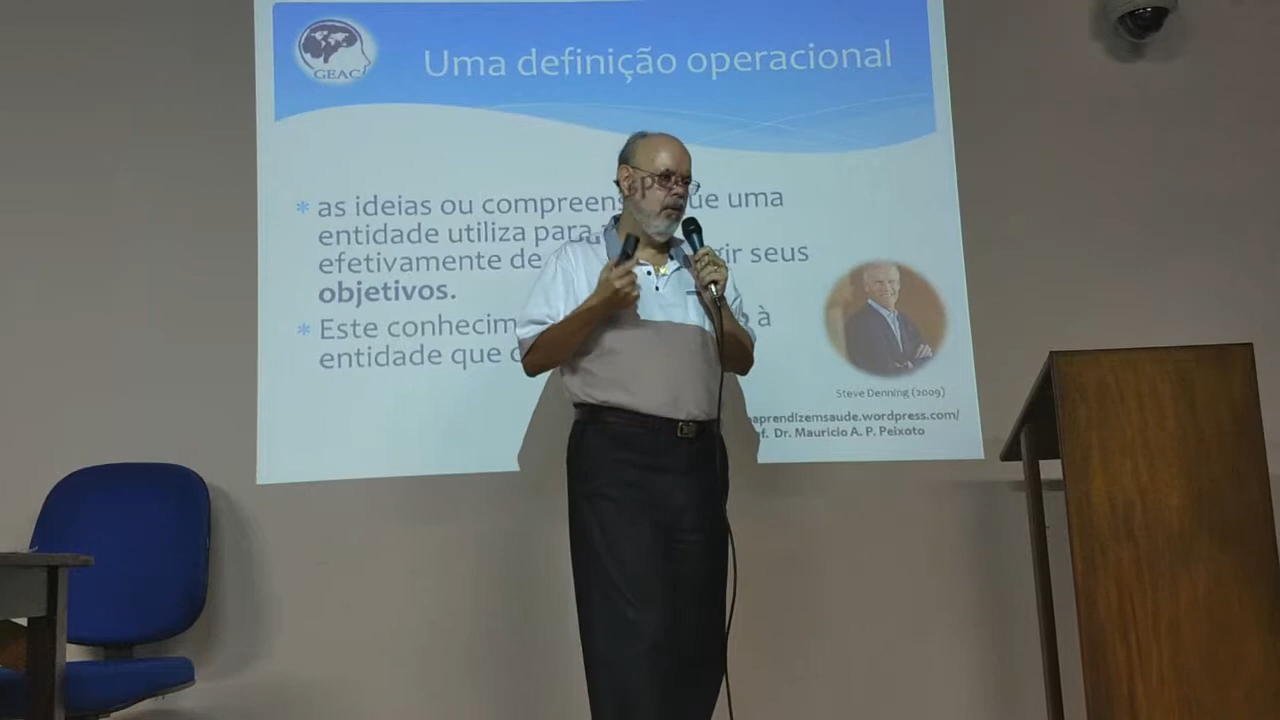 GEAC
Uma definição operacional
as ideias ou compreens ue uma
entidade utiliza para
efetivamente de gir seus
objetivos.
Este conhecim à
entidade que
Steve Denning (2009)
aprendizemsaude.wordpress.com/
f. Dr. Mauricio A. P. Peixoto